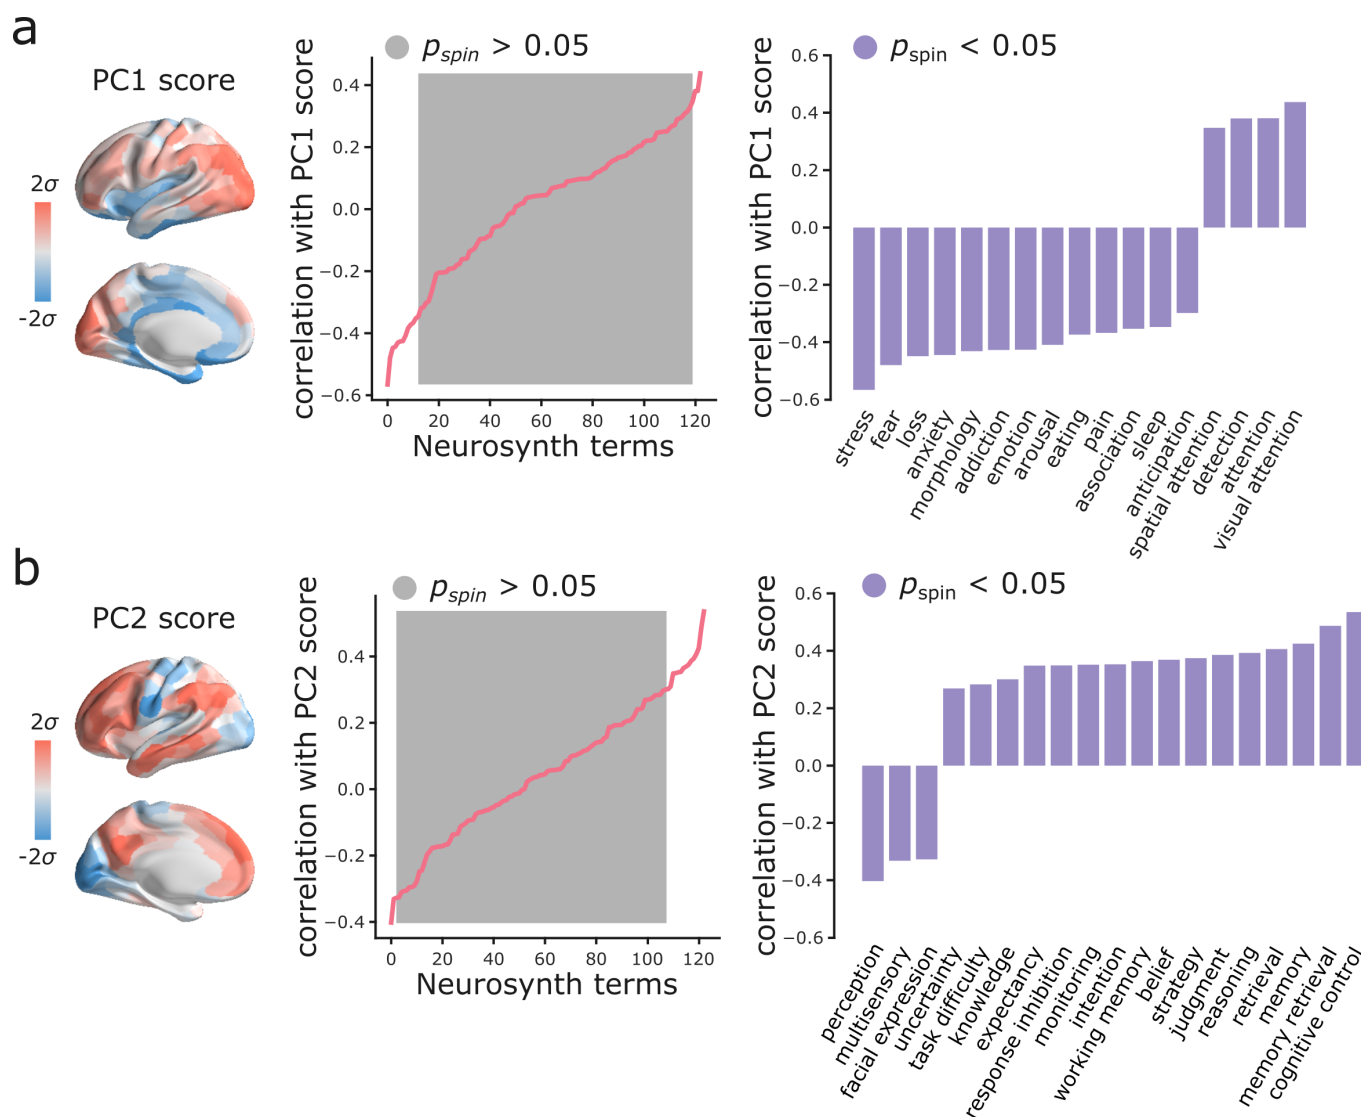 a
PC1 score
2σ
-2σ
pspin > 0.05
correlation with PC1 score
0.4
0.2
0.0
−0.2
−0.4
−0.6
0 20 40 60 80 100 120
Neurosynth terms
pspin < 0.05
correlation with PC1 score
0.6
0.4
0.2
0.0
−0.2
−0.4
−0.6
stress
fear
loss
anxiety
morphology
addiction
emotion
arousal
eating
pain
association
sleep
anticipation
spatial attention
detection
attention
visual attention
b
PC2 score
2σ
-2σ
pspin > 0.05
correlation with PC2 score
0.4
0.2
0.0
−0.2
−0.4
0 20 40 60 80 100 120
Neurosynth terms
pspin < 0.05
correlation with PC2 score
0.6
0.4
0.2
0.0
−0.2
−0.4
−0.6
perception
multisensory
facial expression
uncertainty
task difficulty
knowledge
expectancy
response inhibition
monitoring
intention
working memory
belief
strategy
judgment
reasoning
retrieval
memory
memory retrieval
cognitive control